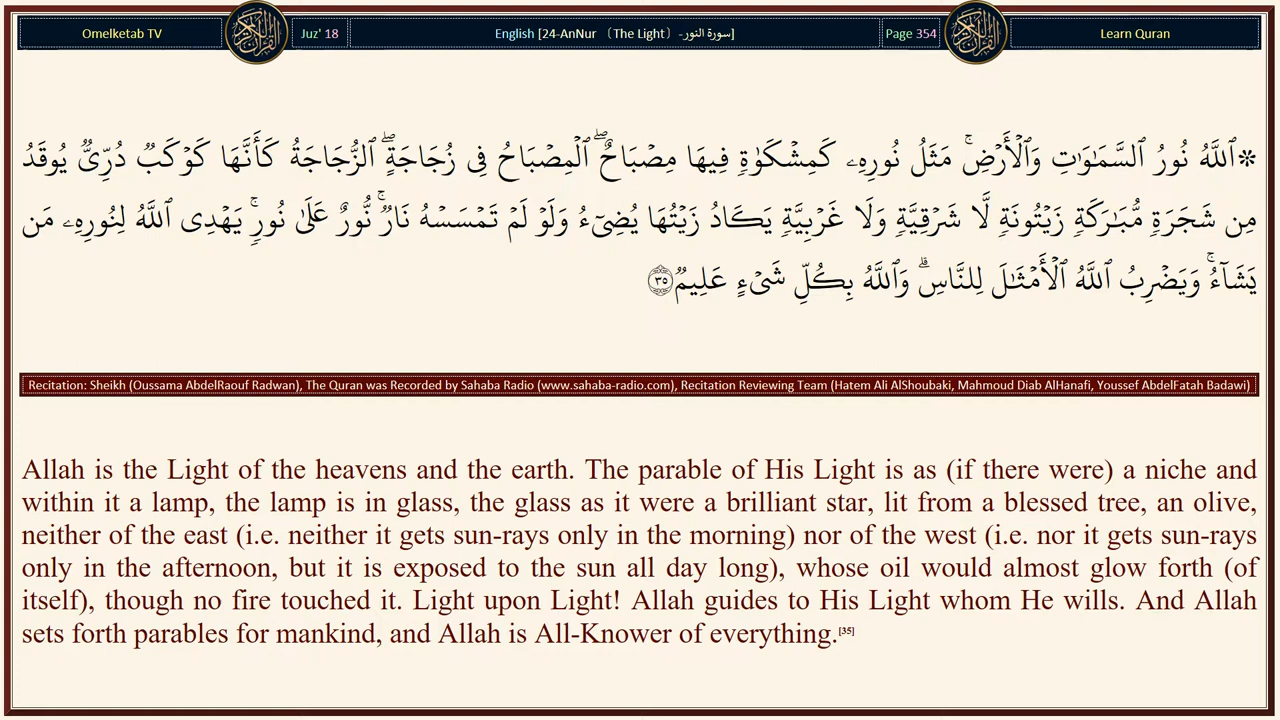 Omelketab TV
Juz' 18
English [24-AnNur （The Light） -سورة النور]
Page 354
Learn Quran
۞ ٱللَّهُ نُورُ ٱلسَّمَٰوَٰتِ وَٱلْأَرْضِۚ مَثَلُ نُورِهِۦ كَمِشْكَوٰةٖ فِيهَا مِصْبَاحٌۖ ٱلْمِصْبَاحُ فِي زُجَاجَةٍۖ ٱلزُّجَاجَةُ كَأَنَّهَا كَوْكَبٞ دُرِّيّٞ يُوقَدُ
مِن شَجَرَةٖ مُّبَٰرَكَةٖ زَيْتُونَةٖ لَّا شَرْقِيَّةٖ وَلَا غَرْبِيَّةٖ يَكَادُ زَيْتُهَا يُضِيٓءُ وَلَوْ لَمْ تَمْسَسْهُ نَارٞۚ نُّورٌ عَلَىٰ نُورٖۚ يَهْدِي ٱللَّهُ لِنُورِهِۦ مَن
يَشَآءُۚ وَيَضْرِبُ ٱللَّهُ ٱلْأَمْثَٰلَ لِلنَّاسِۗ وَٱللَّهُ بِكُلِّ شَيْءٍ عَلِيمٞ ٣٥
Recitation: Sheikh (Oussama AbdelRaouf Radwan), The Quran was Recorded by Sahaba Radio (www.sahaba-radio.com), Recitation Reviewing Team (Hatem Ali AlShoubaki, Mahmoud Diab AlHanafi, Youssef AbdelFatah Badawi)
Allah is the Light of the heavens and the earth. The parable of His Light is as (if there were) a niche and
within it a lamp, the lamp is in glass, the glass as it were a brilliant star, lit from a blessed tree, an olive,
neither of the east (i.e. neither it gets sun-rays only in the morning) nor of the west (i.e. nor it gets sun-rays
only in the afternoon, but it is exposed to the sun all day long), whose oil would almost glow forth (of
itself), though no fire touched it. Light upon Light! Allah guides to His Light whom He wills. And Allah
sets forth parables for mankind, and Allah is All-Knower of everything.[35]